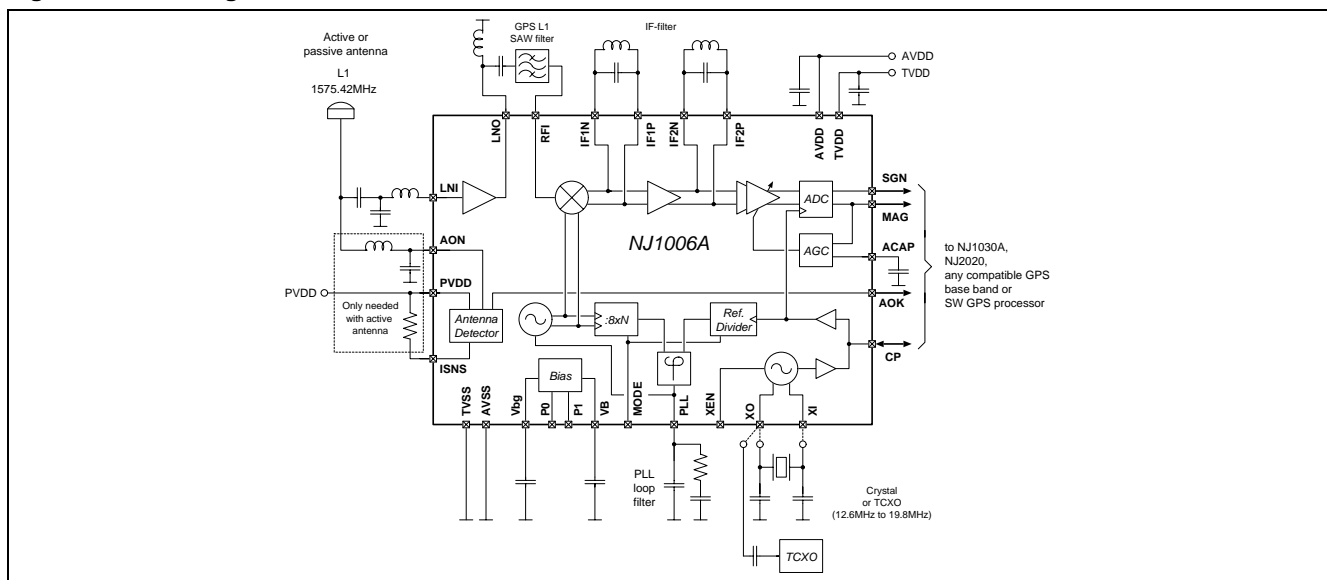 GPS L1
SAW filter
IF-filter
Active or
passive antenna
L1
1575.42MHz
AVDD
TVDD
LNO
RFI
IF1N
IF1P
IF2N
IF2P
AVDD
TVDD
SGN
LNI
ADC
MAG
NJ1006A
AON
AGC
ACAP
to NJ1030A,
NJ2020,
any compatible GPS
base band or
SW GPS processor
PVDD
PVDD
AOK
Only needed
with active
antenna
Antenna
Detector
:8xN
Ref.
Divider
CP
ISNS
Bias
TVSS
AVSS
Vbg
P0
P1
VB
MODE
PLL
XEN
XO
XI
PLL
loop
filter
Crystal
or TCXO
(12.6MHz to 19.8MHz)
TCXO